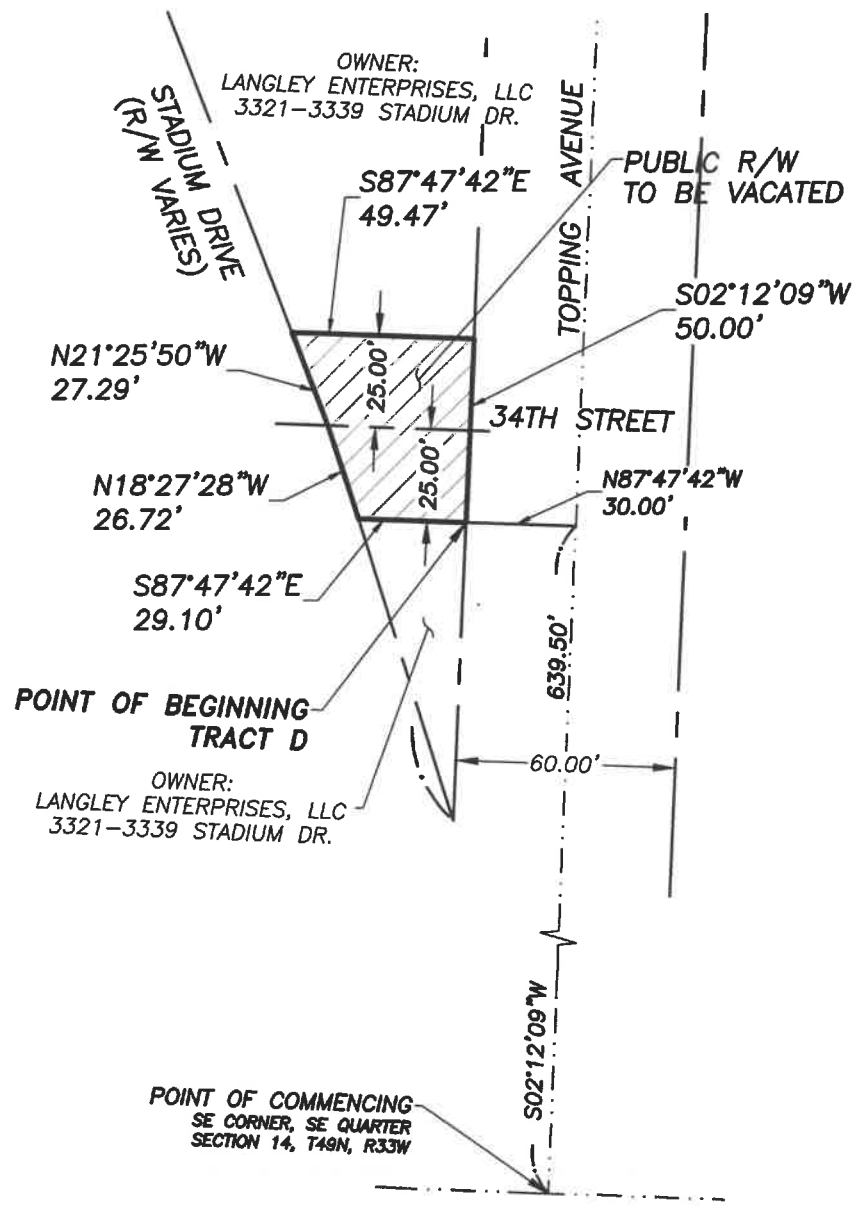 OWNER:
LANGLEY ENTERPRISES, LLC
3321-3339 STADIUM DR.
STADIUM DRIVE
(R/W VARIES)
TOPPING AVENUE
PUBLIC R/W
TO BE VACATED
S87°47'42"E
49.47'
S02°12'09"W
50.00'
N21°25'50"W
27.29'
25.00'
34TH STREET
25.00'
N87°47'42"W
30.00'
N18°27'28"W
26.72'
S87°47'42"E
29.10'
639.50'
POINT OF BEGINNING
TRACT D
60.00'
OWNER:
LANGLEY ENTERPRISES, LLC
3321-3339 STADIUM DR.
S02°12'09"W
POINT OF COMMENCING
SE CORNER, SE QUARTER
SECTION 14, T49N, R33W